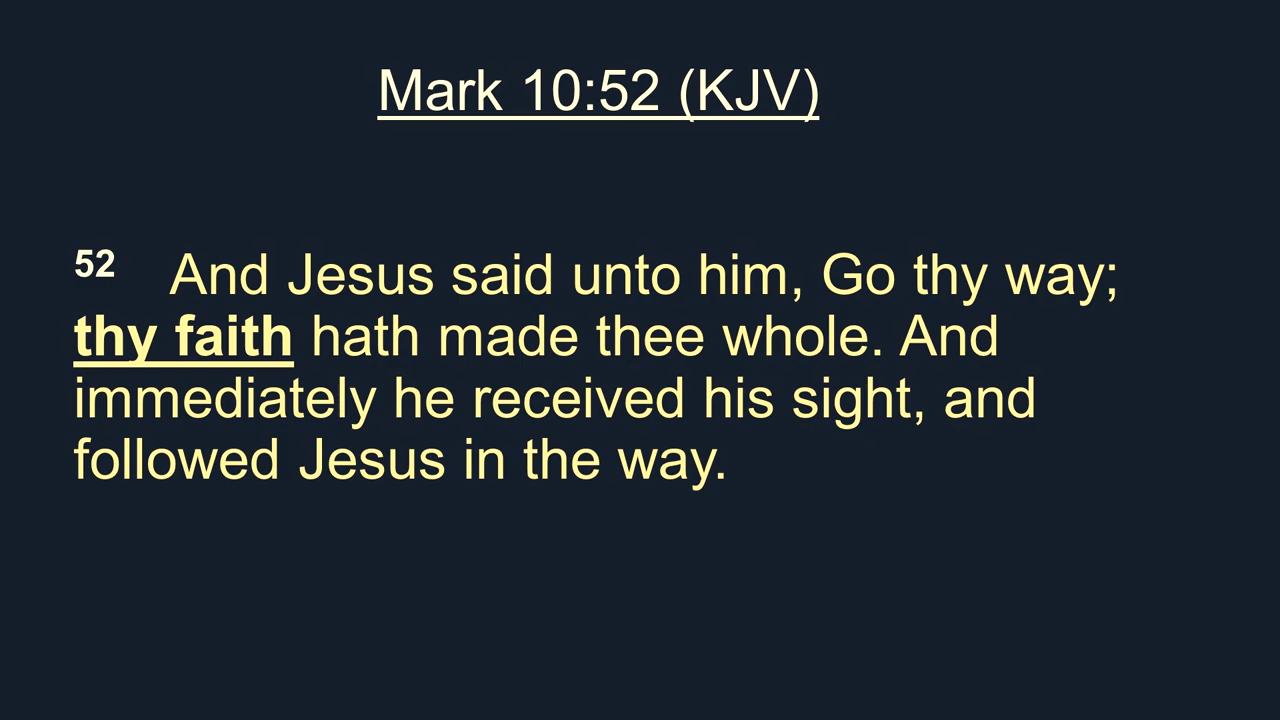 Mark 10:52 (KJV)
52 And Jesus said unto him, Go thy way;
thy faith hath made thee whole. And
immediately he received his sight, and
followed Jesus in the way.